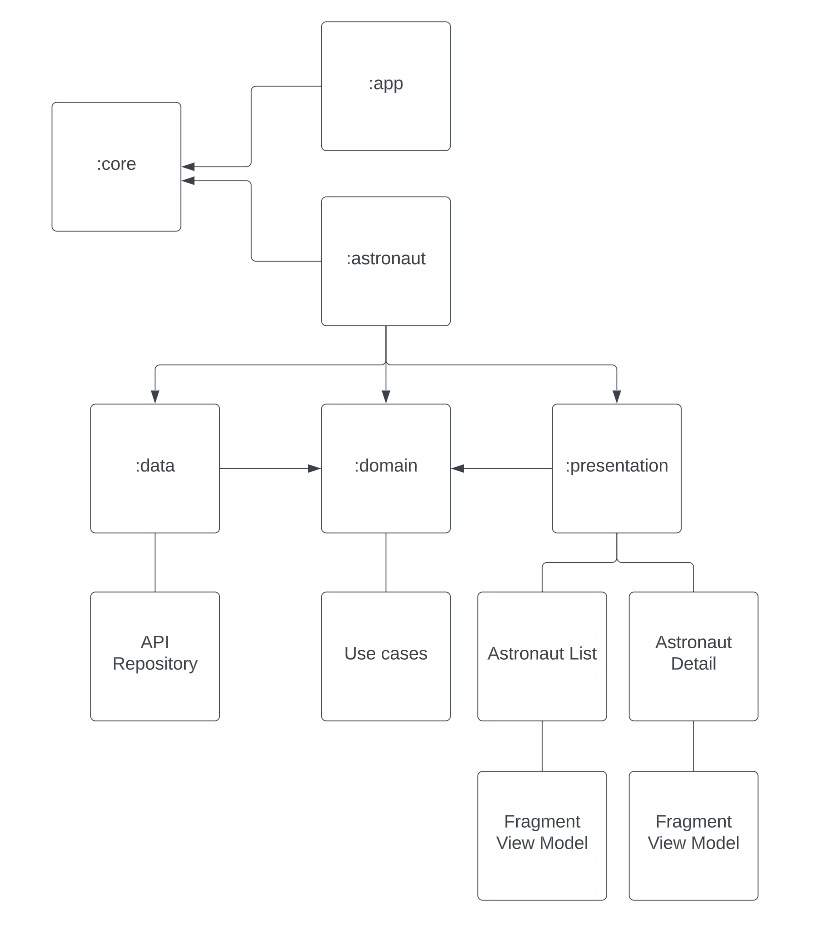 :app
:core
:astronaut
:data
:domain
:presentation
API
Repository
Use cases
Astronaut List
Astronaut
Detail
Fragment
View Model
Fragment
View Model